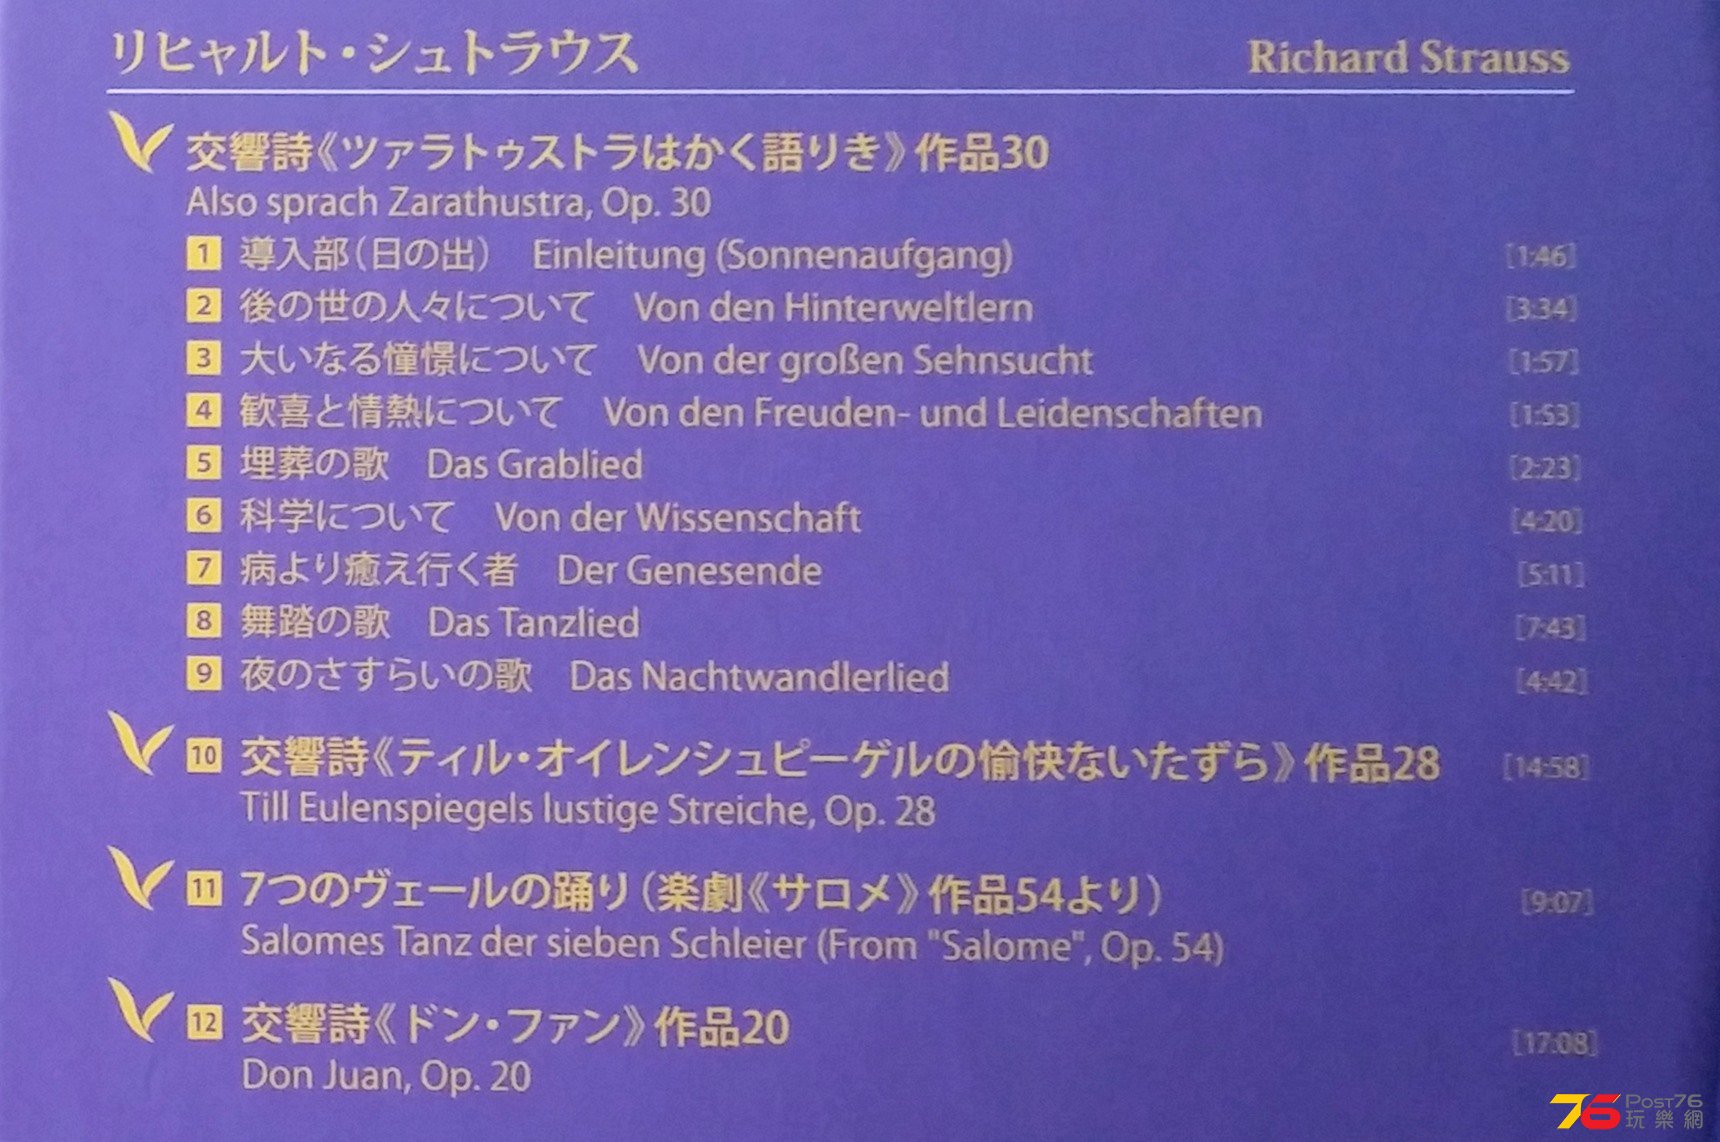 リヒャルト・シュトラウス Richard Strauss
交響詩《ツァラトゥストラはかく語りき》作品30
Also sprach Zarathustra, Op. 30
1 導入部（日の出） Einleitung (Sonnenaufgang) [1:46]
2 後の世の人々について Von den Hinterweltlern [3:34]
3 大いなる憧憬について Von der großen Sehnsucht [1:57]
4 歓喜と情熱について Von den Freuden- und Leidenschaften [1:53]
5 埋葬の歌 Das Grablied [2:23]
6 科学について Von der Wissenschaft [4:20]
7 病より癒え行く者 Der Genesende [5:11]
8 舞踏の歌 Das Tanzlied [7:43]
9 夜のさすらいの歌 Das Nachtwandlerlied [4:42]
10 交響詩《ティル・オイレンシュピーゲルの愉快ないたずら》作品28 [14:58]
Till Eulenspiegels lustige Streiche, Op. 28
11 7つのヴェールの踊り（楽劇《サロメ》作品54より） [9:07]
Salomes Tanz der sieben Schleier (From "Salome", Op. 54)
12 交響詩《ドン・ファン》作品20 [17:08]
Don Juan, Op. 20
76 POST76
玩樂網